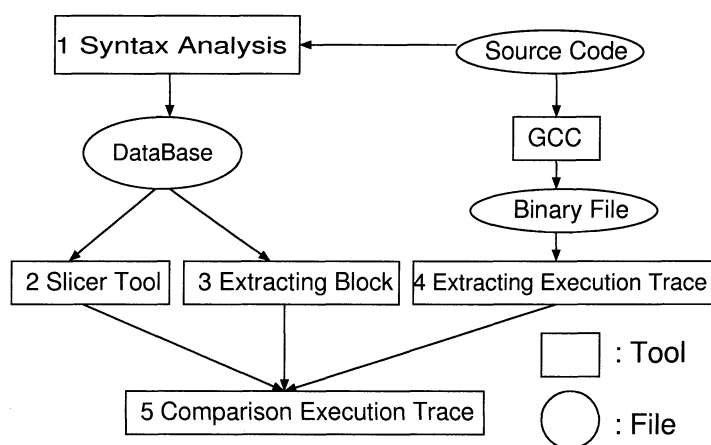 1 Syntax Analysis
Source Code
GCC
DataBase
Binary File
2 Slicer Tool
3 Extracting Block
4 Extracting Execution Trace
: Tool
5 Comparison Execution Trace
: File